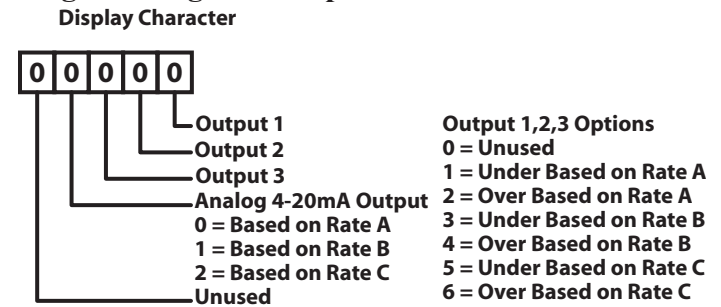 Display Character
0 0 0 0 0
Output 1
Output 2
Output 3
Analog 4-20mA Output
0 = Based on Rate A
1 = Based on Rate B
2 = Based on Rate C
Unused
Output 1,2,3 Options
0 = Unused
1 = Under Based on Rate A
2 = Over Based on Rate A
3 = Under Based on Rate B
4 = Over Based on Rate B
5 = Under Based on Rate C
6 = Over Based on Rate C